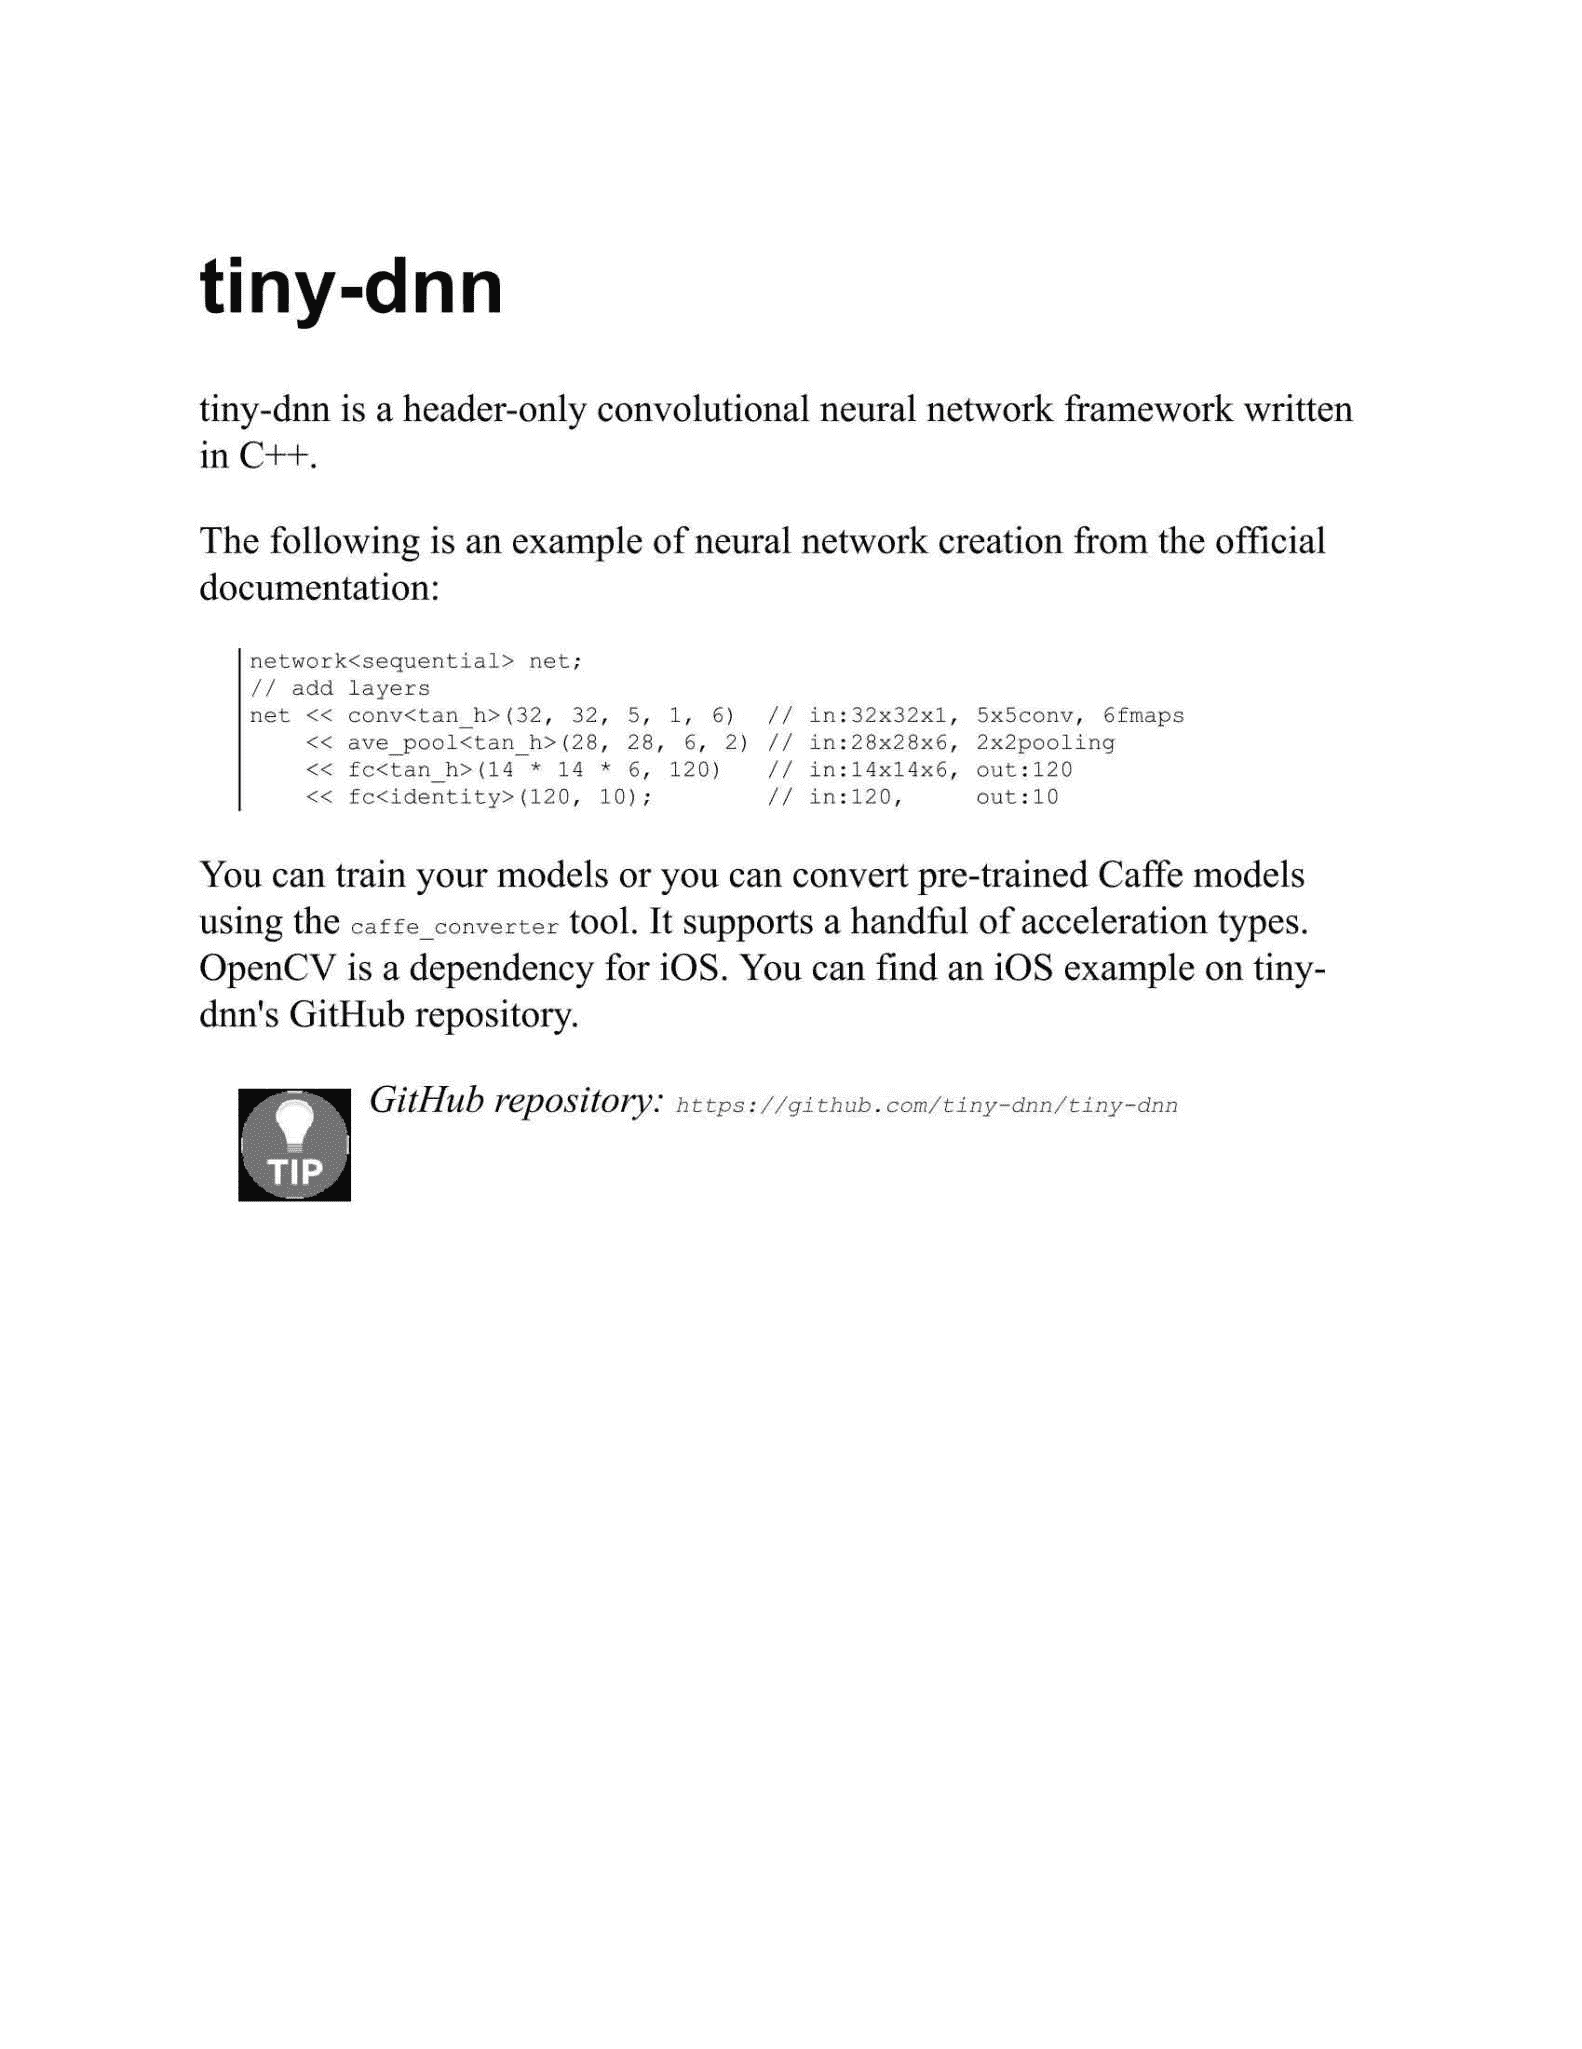 tiny-dnn
tiny-dnn is a header-only convolutional neural network framework written
in C++.
The following is an example of neural network creation from the official
documentation:
network<sequential> net;
// add layers
net << conv<tan_h>(32, 32, 5, 1, 6)  // in:32x32x1, 5x5conv, 6fmaps
    << ave_pool<tan_h>(28, 28, 6, 2) // in:28x28x6, 2x2pooling
    << fc<tan_h>(14 * 14 * 6, 120)   // in:14x14x6, out:120
    << fc<identity>(120, 10);        // in:120,     out:10
You can train your models or you can convert pre-trained Caffe models
using the caffe_converter tool. It supports a handful of acceleration types.
OpenCV is a dependency for iOS. You can find an iOS example on tiny-
dnn's GitHub repository.
GitHub repository: https://github.com/tiny-dnn/tiny-dnn
TIP